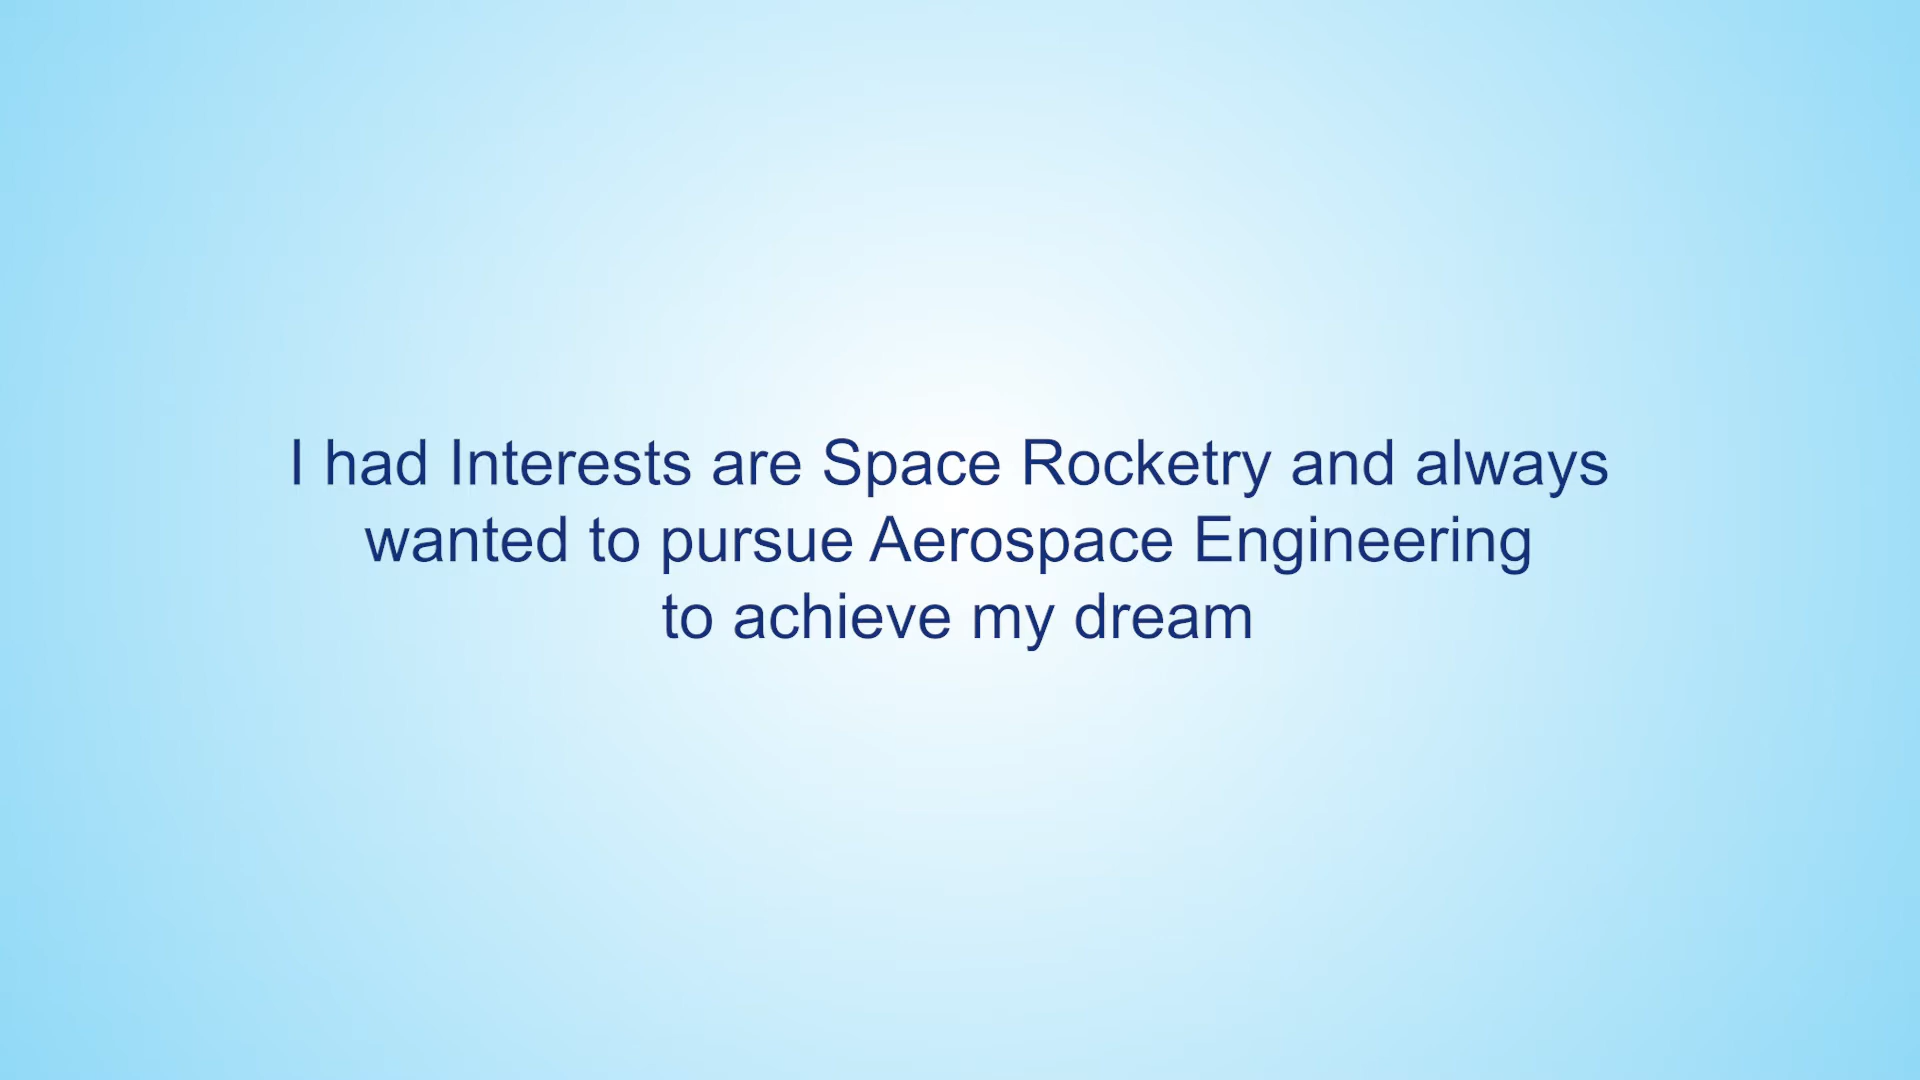 I had Interests are Space Rocketry and always
wanted to pursue Aerospace Engineering
to achieve my dream